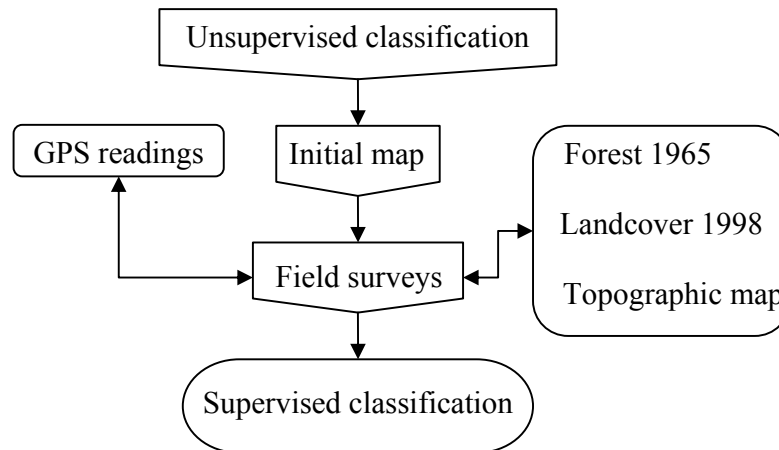 Unsupervised classification
GPS readings
Initial map
Forest 1965
Landcover 1998
Topographic map
Field surveys
Supervised classification